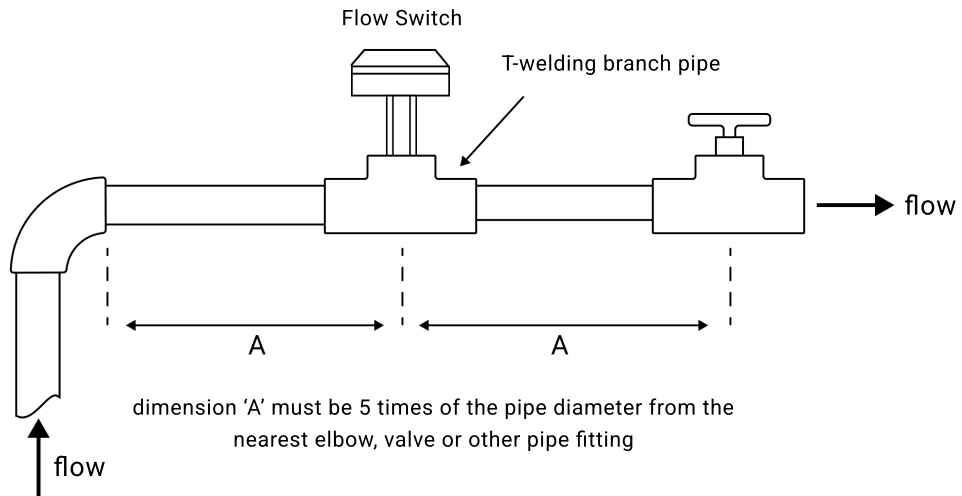 Flow Switch
T-welding branch pipe
flow
A
A
dimension ‘A’ must be 5 times of the pipe diameter from the
nearest elbow, valve or other pipe fitting
flow